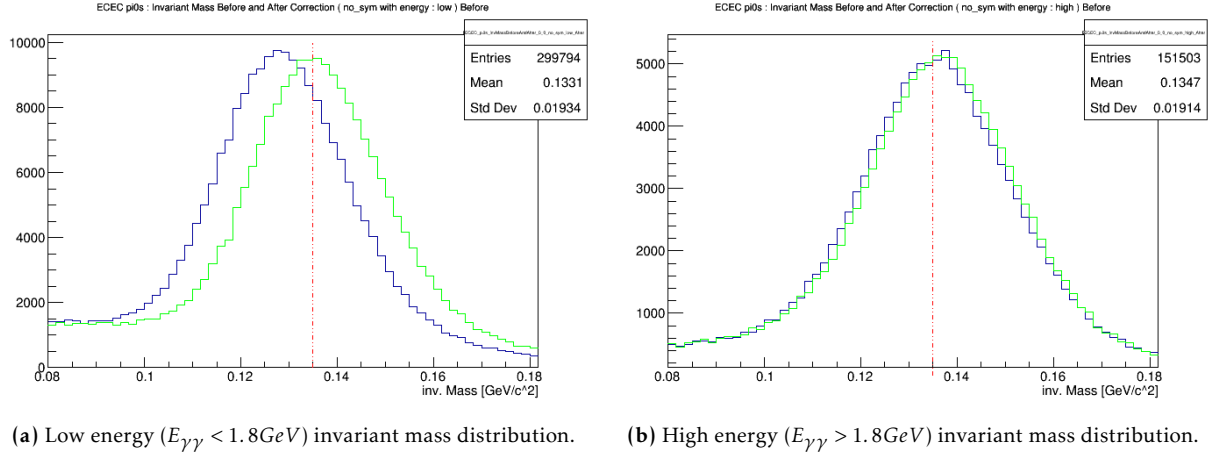 ECEC pi0s : Invariant Mass Before and After Correction ( no_sym with energy : low ) Before
Entries 299794
Mean 0.1331
Std Dev 0.01934
10000
8000
6000
4000
2000
0
0.08 0.1 0.12 0.14 0.16 0.18
inv. Mass [GeV/c^2]
(a) Low energy (Eγγ < 1.8GeV) invariant mass distribution.
ECEC pi0s : Invariant Mass Before and After Correction ( no_sym with energy : high ) Before
Entries 151503
Mean 0.1347
Std Dev 0.01914
5000
4000
3000
2000
1000
0.08 0.1 0.12 0.14 0.16 0.18
inv. Mass [GeV/c^2]
(b) High energy (Eγγ > 1.8GeV) invariant mass distribution.